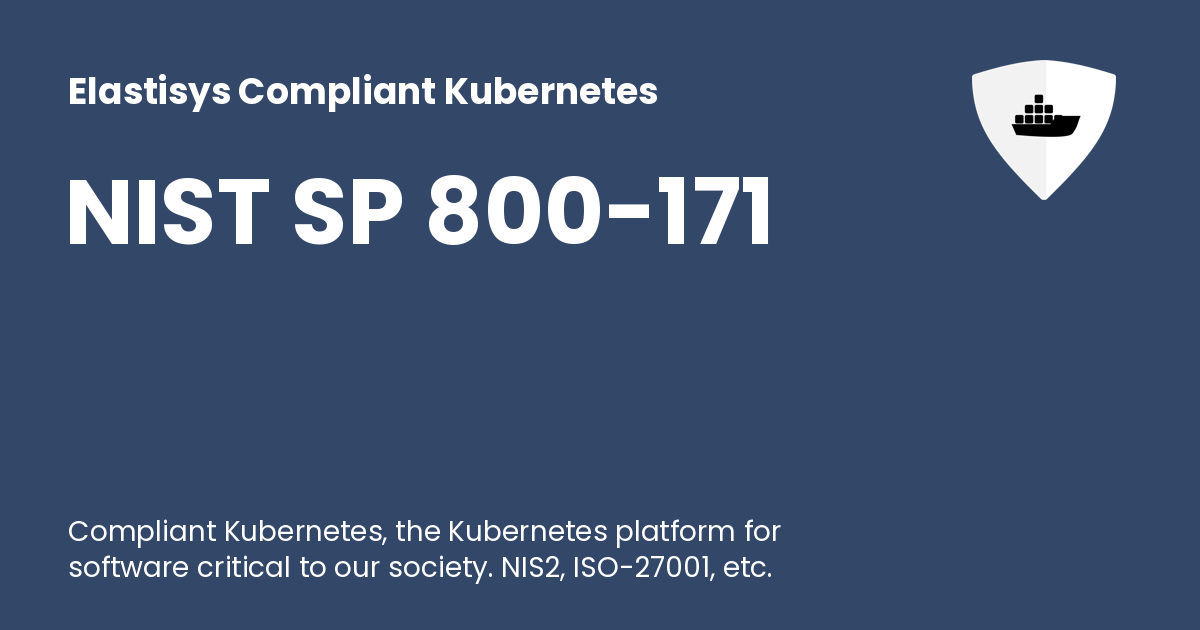 Elastisys Compliant Kubernetes
NIST SP 800-171
Compliant Kubernetes, the Kubernetes platform for
software critical to our society. NIS2, ISO-27001, etc.